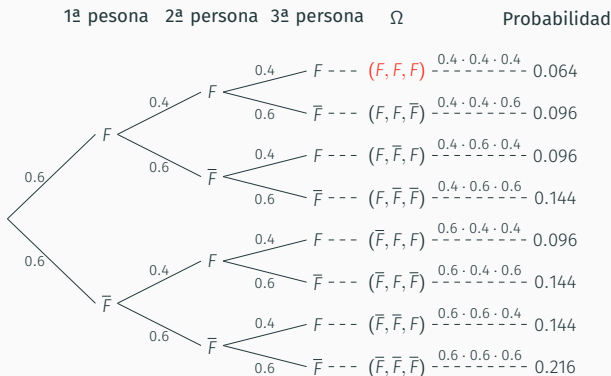 1ª pesona 2ª persona 3ª persona Ω Probabilidad
0.4 F (F, F, F) 0.4 · 0.4 · 0.4 0.064
0.4 F
0.6 F̅ (F, F, F̅) 0.4 · 0.4 · 0.6 0.096
F
0.4 F (F, F̅, F) 0.4 · 0.6 · 0.4 0.096
0.6 F̅
0.6 F̅ (F, F̅, F̅) 0.4 · 0.6 · 0.6 0.144
0.6
0.4 F (F̅, F, F) 0.6 · 0.4 · 0.4 0.096
0.4 F
0.6 F̅ (F̅, F, F̅) 0.6 · 0.4 · 0.6 0.144
0.6 F̅
0.4 F (F̅, F̅, F) 0.6 · 0.6 · 0.4 0.144
0.6 F̅
0.6 F̅ (F̅, F̅, F̅) 0.6 · 0.6 · 0.6 0.216